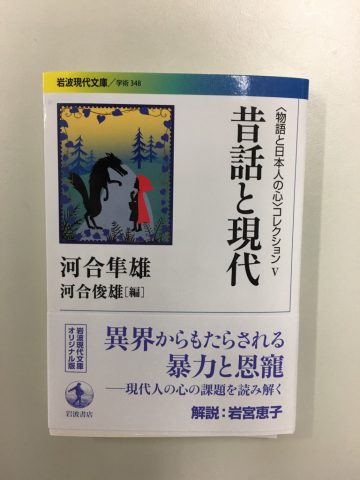 岩波現代文庫/学術 348
〈物語と日本人の心〉コレクション Ⅴ
昔話と現代
河合隼雄
河合俊雄[編]
異界からもたらされる
暴力と恩寵
──現代人の心の課題を読み解く
解説:岩宮恵子
岩波現代文庫
オリジナル版
岩波書店